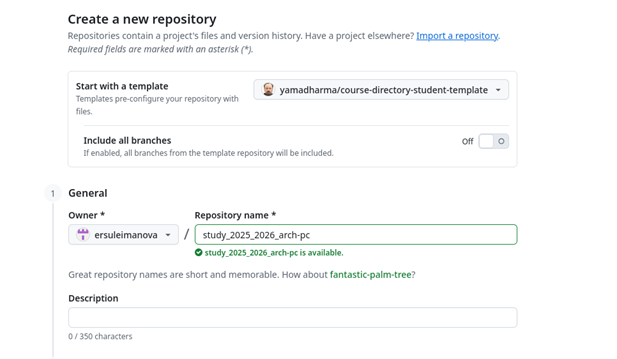 Create a new repository
Repositories contain a project's files and version history. Have a project elsewhere? Import a repository.
Required fields are marked with an asterisk (*).
Start with a template
Templates pre-configure your repository with
files.
yamadharma/course-directory-student-template
Include all branches
If enabled, all branches from the template repository will be included.
Off
1
General
Owner *
Repository name *
ersuleimanova
/
study_2025_2026_arch-pc
study_2025_2026_arch-pc is available.
Great repository names are short and memorable. How about fantastic-palm-tree?
Description
0 / 350 characters